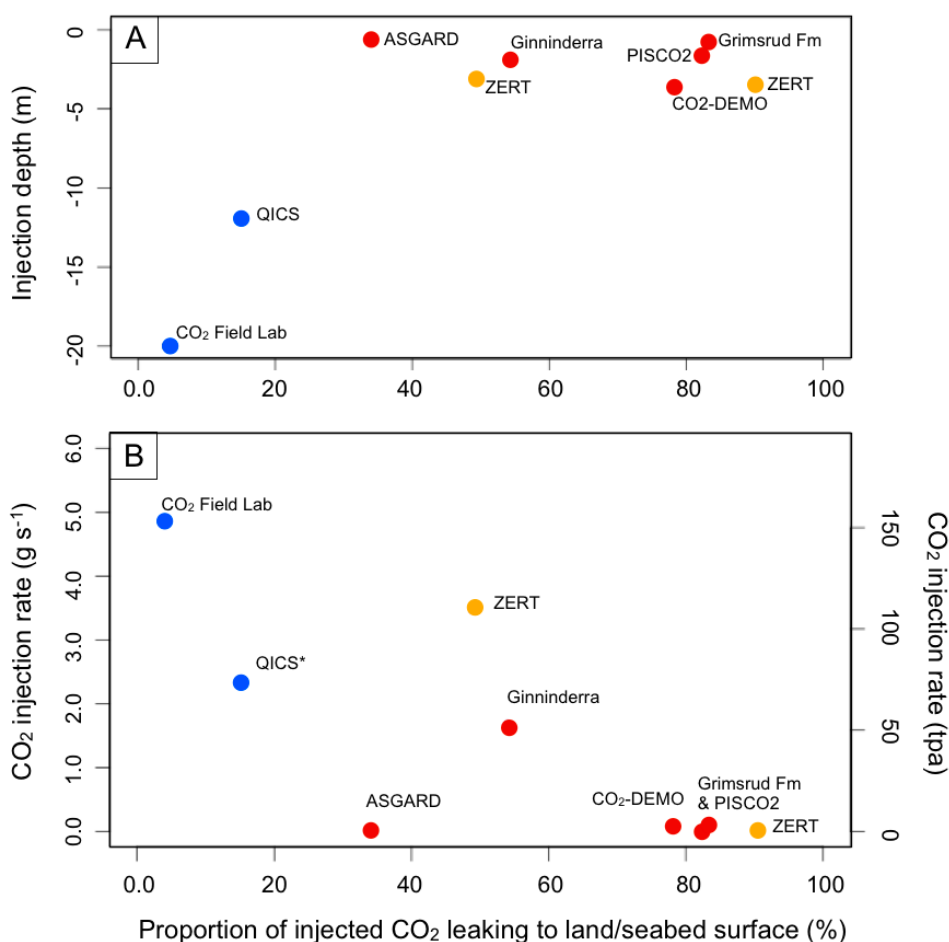 A
ASGARD
Ginninderra
Grimsrud Fm
PISCO2
ZERT
ZERT
CO2-DEMO
QICS
CO₂ Field Lab
Injection depth (m)
0
-5
-10
-15
-20
0.0 20 40 60 80 100
B
CO₂ Field Lab
ZERT
QICS*
Ginninderra
ASGARD
CO₂-DEMO
Grimsrud Fm
& PISCO2
ZERT
CO₂ injection rate (g s⁻¹)
6.0
5.0
4.0
3.0
2.0
1.0
0.0
CO₂ injection rate (tpa)
150
100
50
0
0.0 20 40 60 80 100
Proportion of injected CO₂ leaking to land/seabed surface (%)